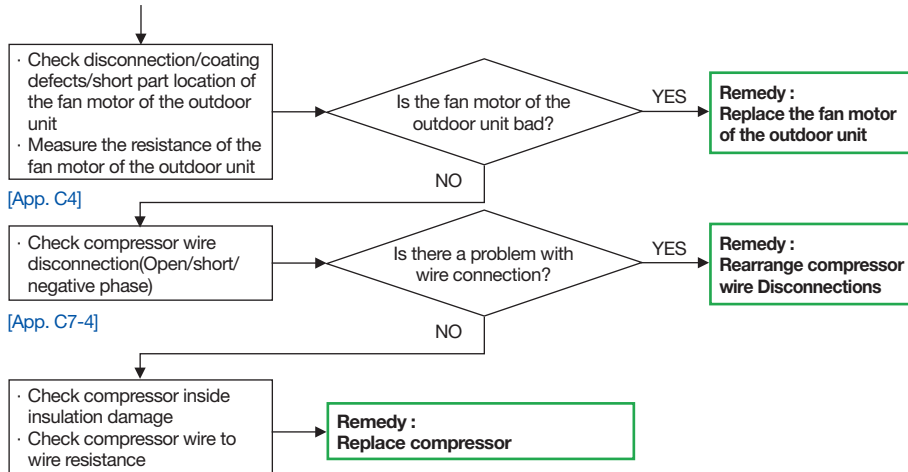 · Check disconnection/coating
defects/short part location of
the fan motor of the outdoor
unit
· Measure the resistance of the
fan motor of the outdoor unit
Is the fan motor of the
outdoor unit bad?
YES
Remedy :
Replace the fan motor
of the outdoor unit
NO
[App. C4]
· Check compressor wire
disconnection(Open/short/
negative phase)
Is there a problem with
wire connection?
YES
Remedy :
Rearrange compressor
wire Disconnections
[App. C7-4]
NO
· Check compressor inside
insulation damage
· Check compressor wire to
wire resistance
Remedy :
Replace compressor